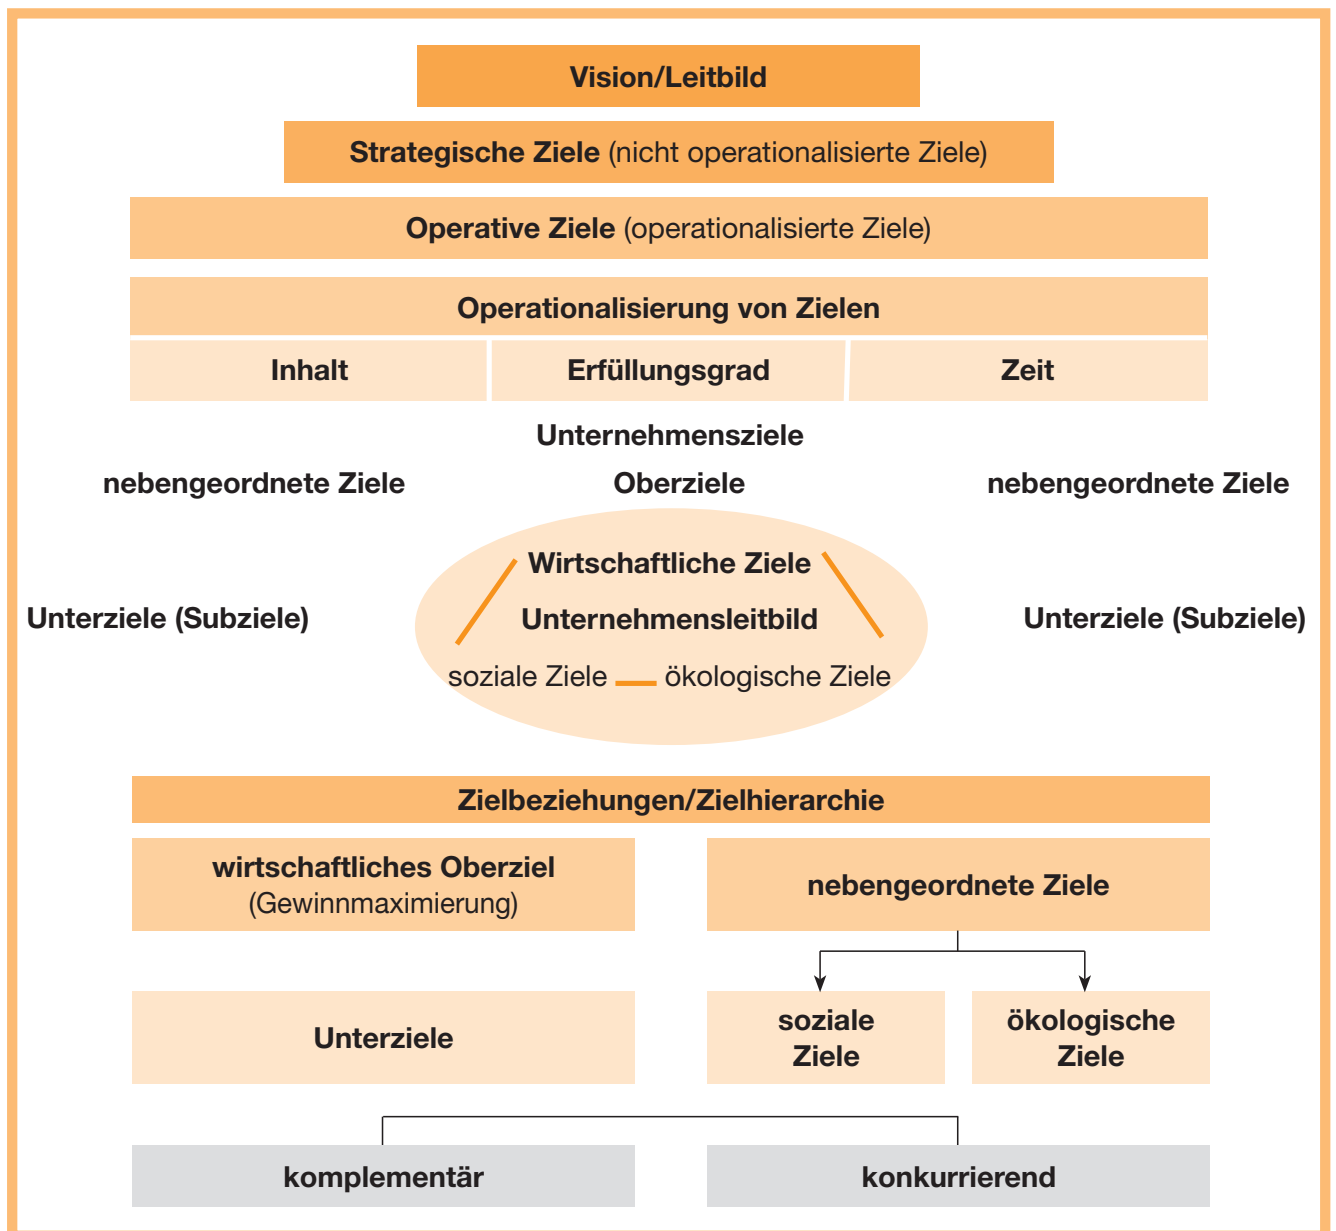 Vision/Leitbild
Strategische Ziele (nicht operationalisierte Ziele)
Operative Ziele (operationalisierte Ziele)
Operationalisierung von Zielen
Inhalt
Erfüllungsgrad
Zeit
Unternehmensziele
nebengeordnete Ziele
Oberziele
nebengeordnete Ziele
Wirtschaftliche Ziele
Unterziele (Subziele)
Unternehmensleitbild
Unterziele (Subziele)
soziale Ziele
ökologische Ziele
Zielbeziehungen/Zielhierarchie
wirtschaftliches Oberziel
(Gewinnmaximierung)
nebengeordnete Ziele
Unterziele
soziale
Ziele
ökologische
Ziele
komplementär
konkurrierend